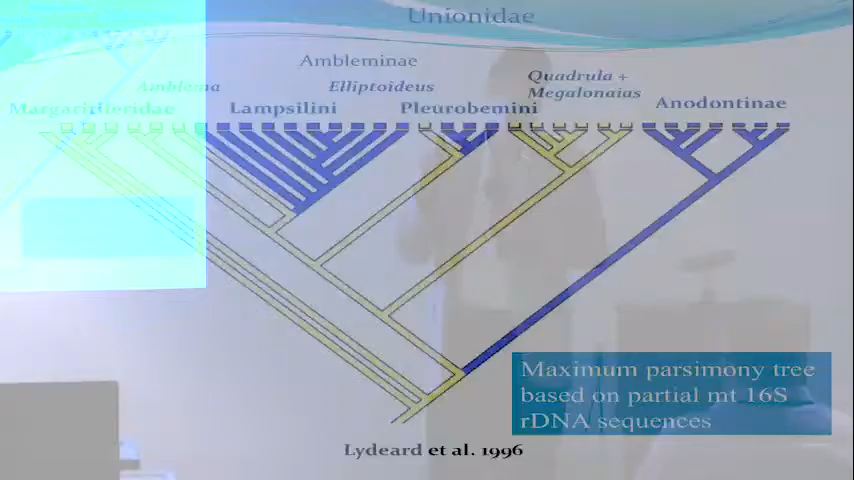 Unionidae
Ambleminae
Amblema
Elliptoideus
Quadrula +
Megalonaias
Margaritiferidae
Lampsilini
Pleurobemini
Anodontinae
Maximum parsimony tree
based on partial mt 16S
rDNA sequences
Lydeard et al. 1996